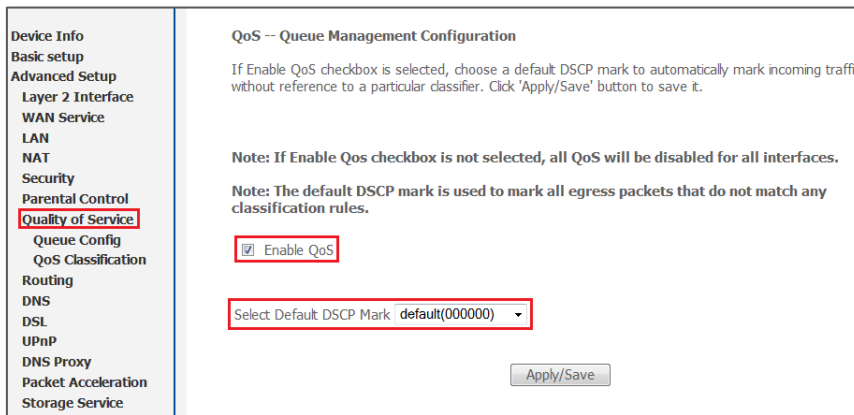 Device Info
Basic setup
Advanced Setup
Layer 2 Interface
WAN Service
LAN
NAT
Security
Parental Control
Quality of Service
Queue Config
QoS Classification
Routing
DNS
DSL
UPnP
DNS Proxy
Packet Acceleration
Storage Service
QoS -- Queue Management Configuration
If Enable QoS checkbox is selected, choose a default DSCP mark to automatically mark incoming traffi
without reference to a particular classifier. Click 'Apply/Save' button to save it.
Note: If Enable Qos checkbox is not selected, all QoS will be disabled for all interfaces.
Note: The default DSCP mark is used to mark all egress packets that do not match any
classification rules.
Enable QoS
Select Default DSCP Mark default(000000)
Apply/Save